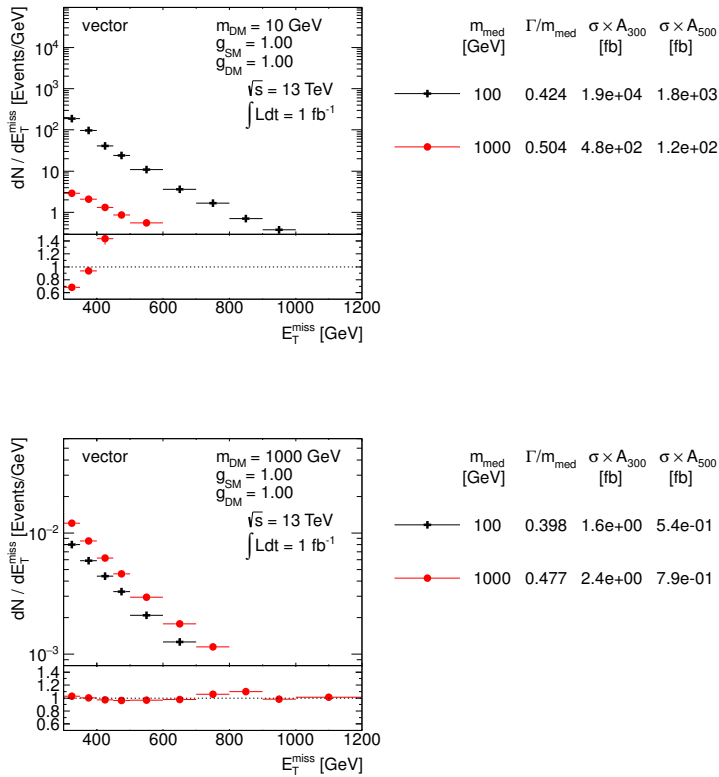 dN / dE_T^miss [Events/GeV]
10^4
10^3
10^2
10
1
vector
m_DM = 10 GeV
g_SM = 1.00
g_DM = 1.00
√s = 13 TeV
∫Ldt = 1 fb^-1
1.4
1.2
1
0.8
0.6
400 600 800 1000 1200
E_T^miss [GeV]
m_med Γ/m_med σ × A_300 σ × A_500
[GeV] [fb] [fb]
100 0.424 1.9e+04 1.8e+03
1000 0.504 4.8e+02 1.2e+02
dN / dE_T^miss [Events/GeV]
10^-2
10^-3
vector
m_DM = 1000 GeV
g_SM = 1.00
g_DM = 1.00
√s = 13 TeV
∫Ldt = 1 fb^-1
1.4
1.2
1
0.8
0.6
400 600 800 1000 1200
E_T^miss [GeV]
m_med Γ/m_med σ × A_300 σ × A_500
[GeV] [fb] [fb]
100 0.398 1.6e+00 5.4e-01
1000 0.477 2.4e+00 7.9e-01